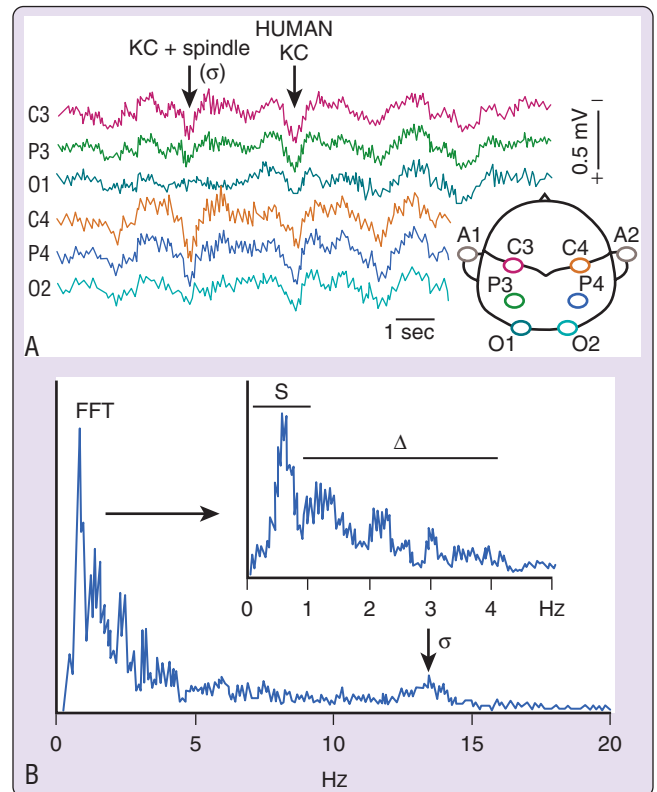 HUMAN
KC + spindle KC
(σ)
C3
P3
O1
C4
P4
O2
1 sec
−
0.5 mV
+
A1 C3 C4 A2
P3 P4
O1 O2
A
FFT
S
Δ
0 1 2 3 4 Hz
σ
0 5 10 15 20
Hz
B